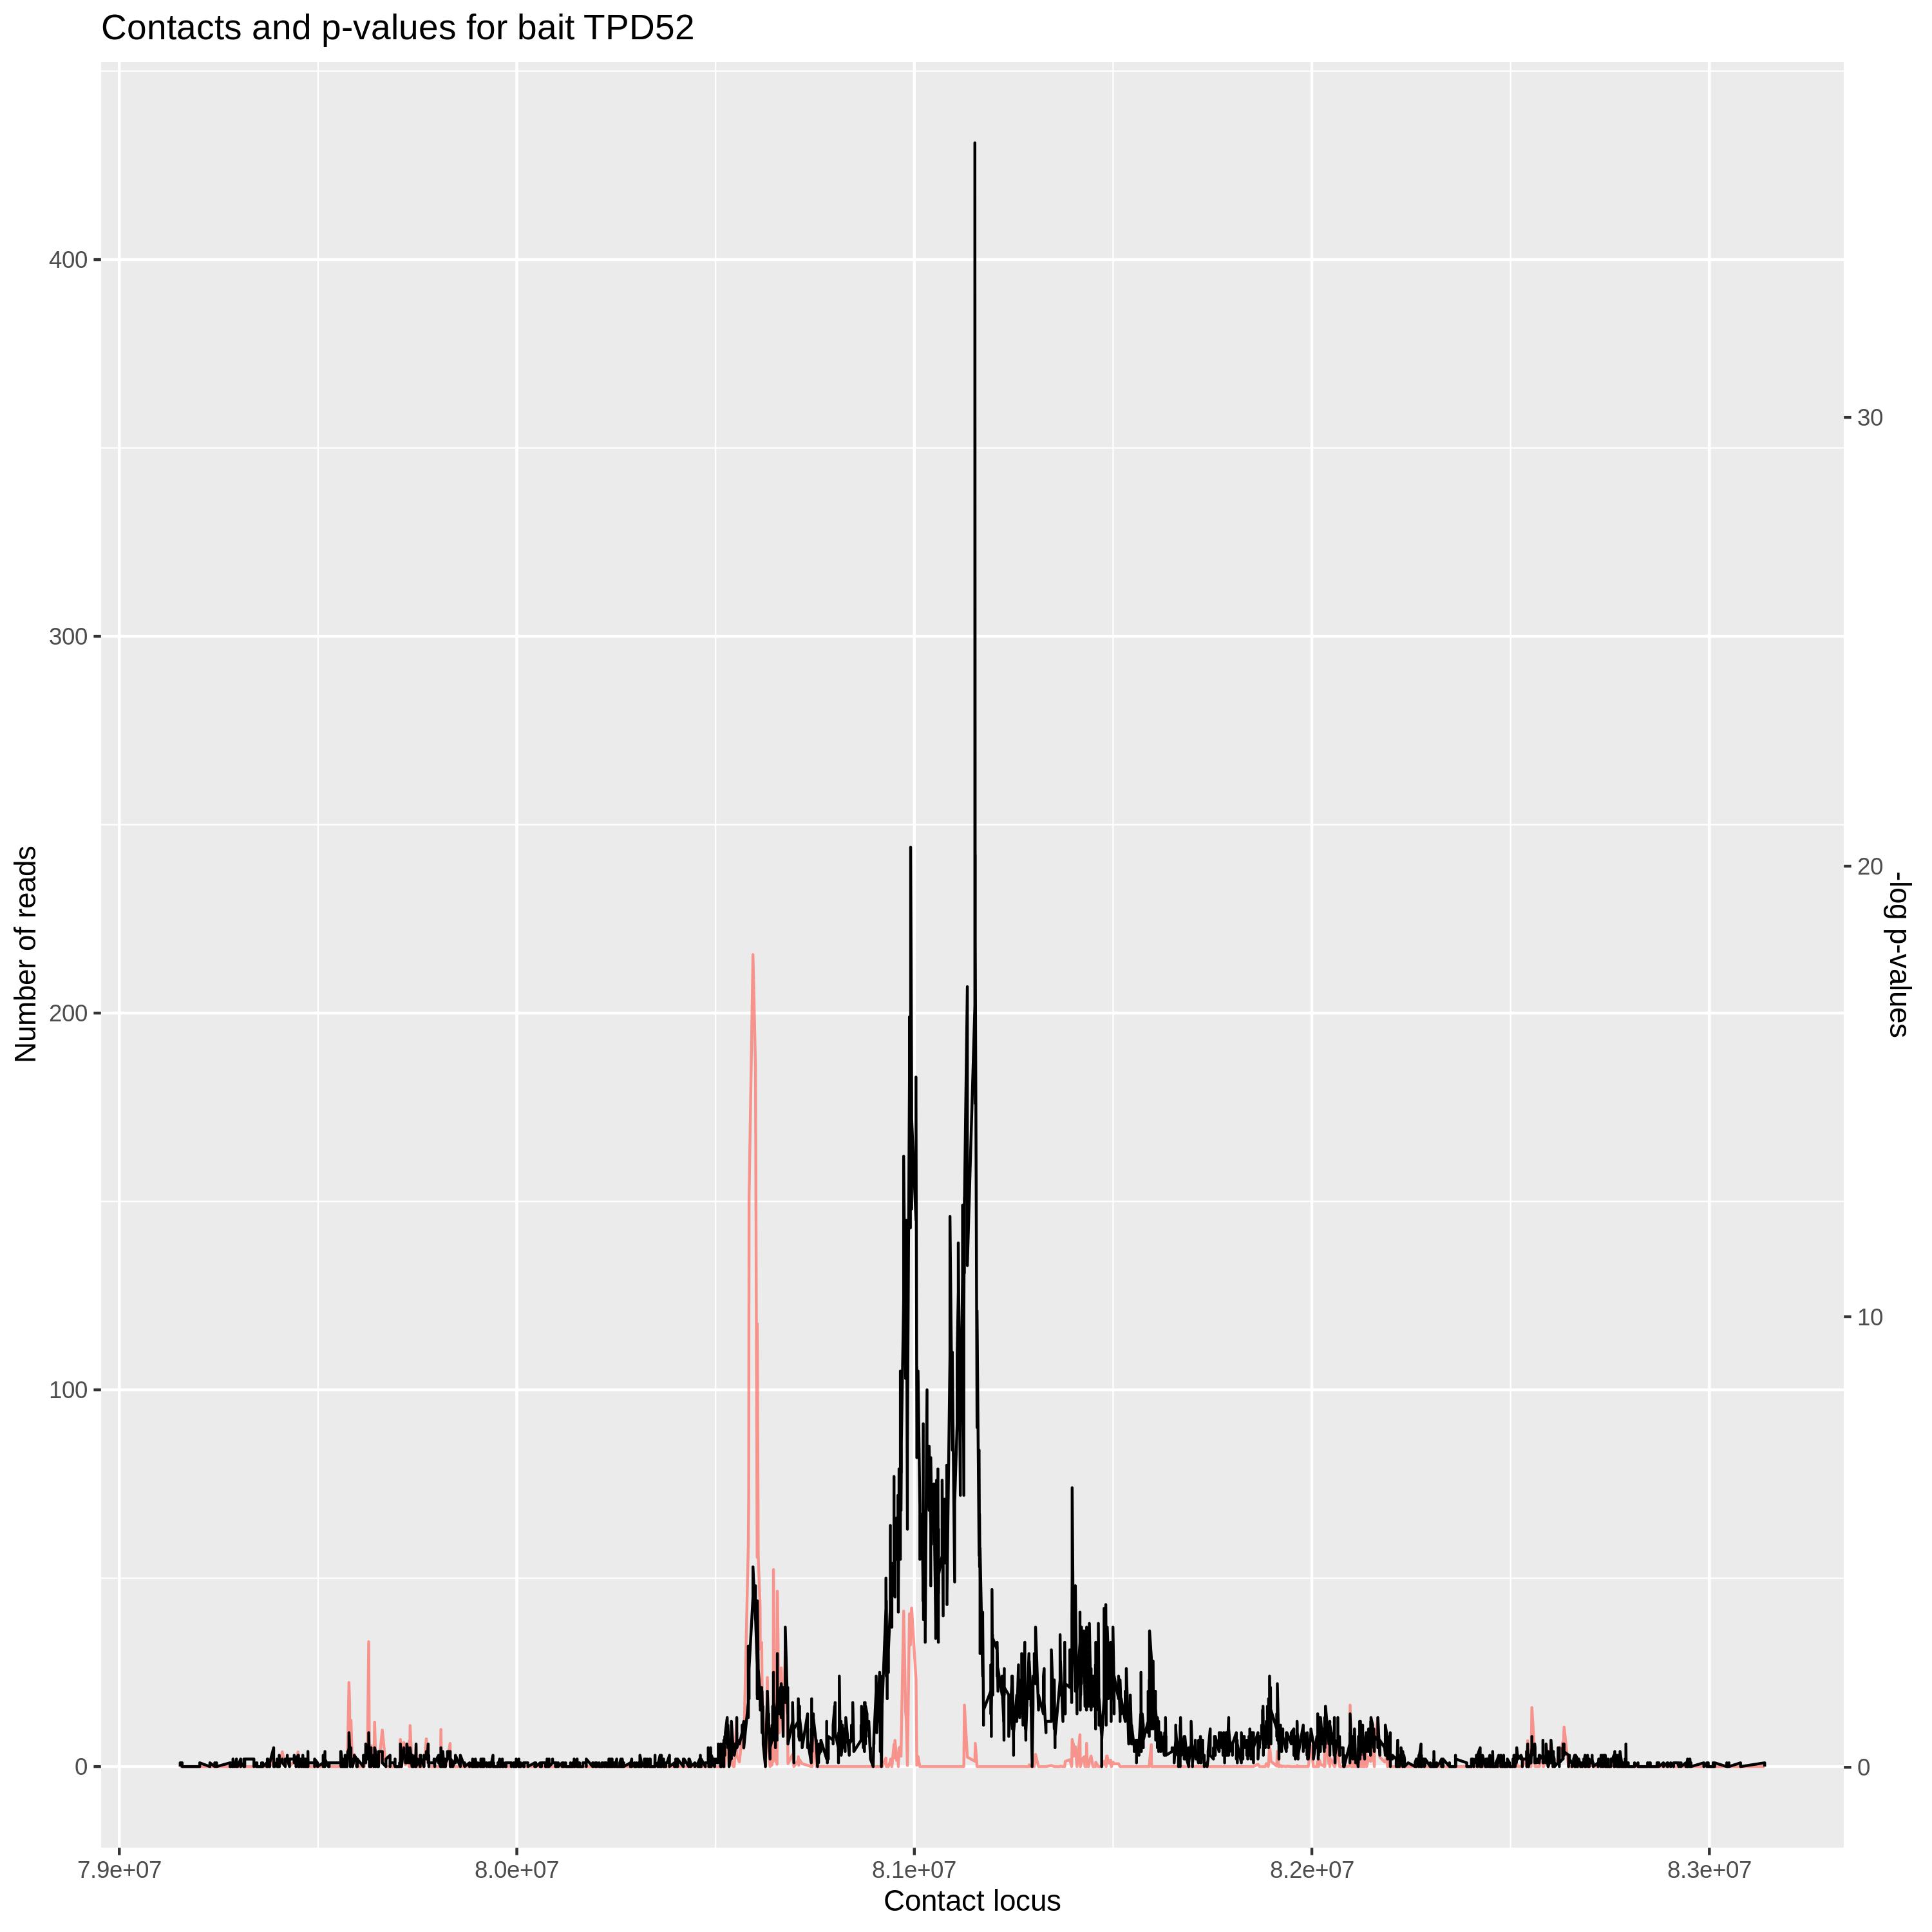 Contacts and p-values for bait TPD52
400
300
200
100
0
Number of reads
30
20
10
0
-log p-values
7.9e+07
8.0e+07
8.1e+07
8.2e+07
8.3e+07
Contact locus